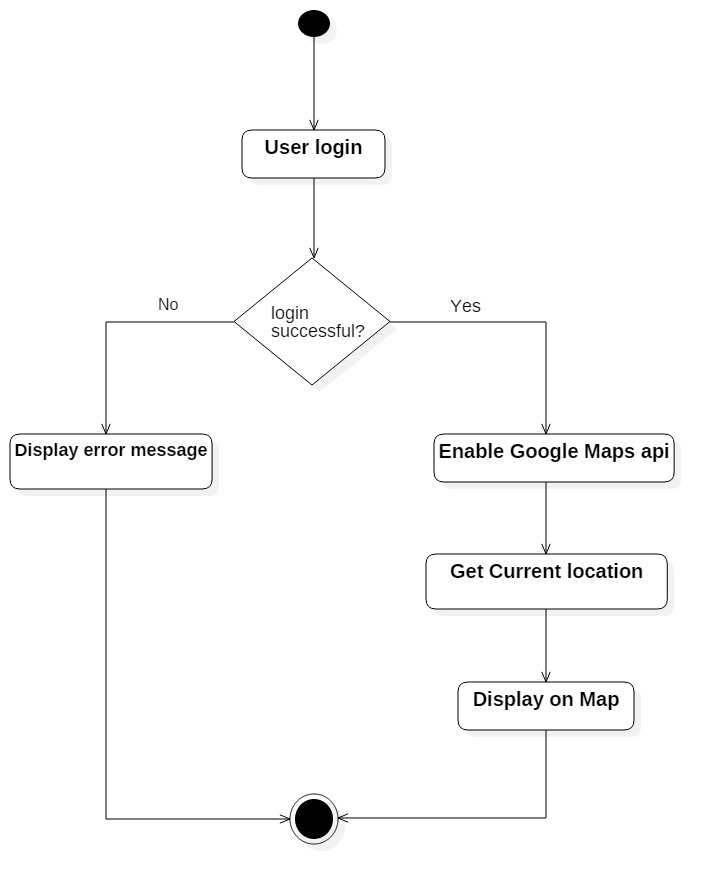 User login
login
successful?
No
Yes
Display error message
Enable Google Maps api
Get Current location
Display on Map